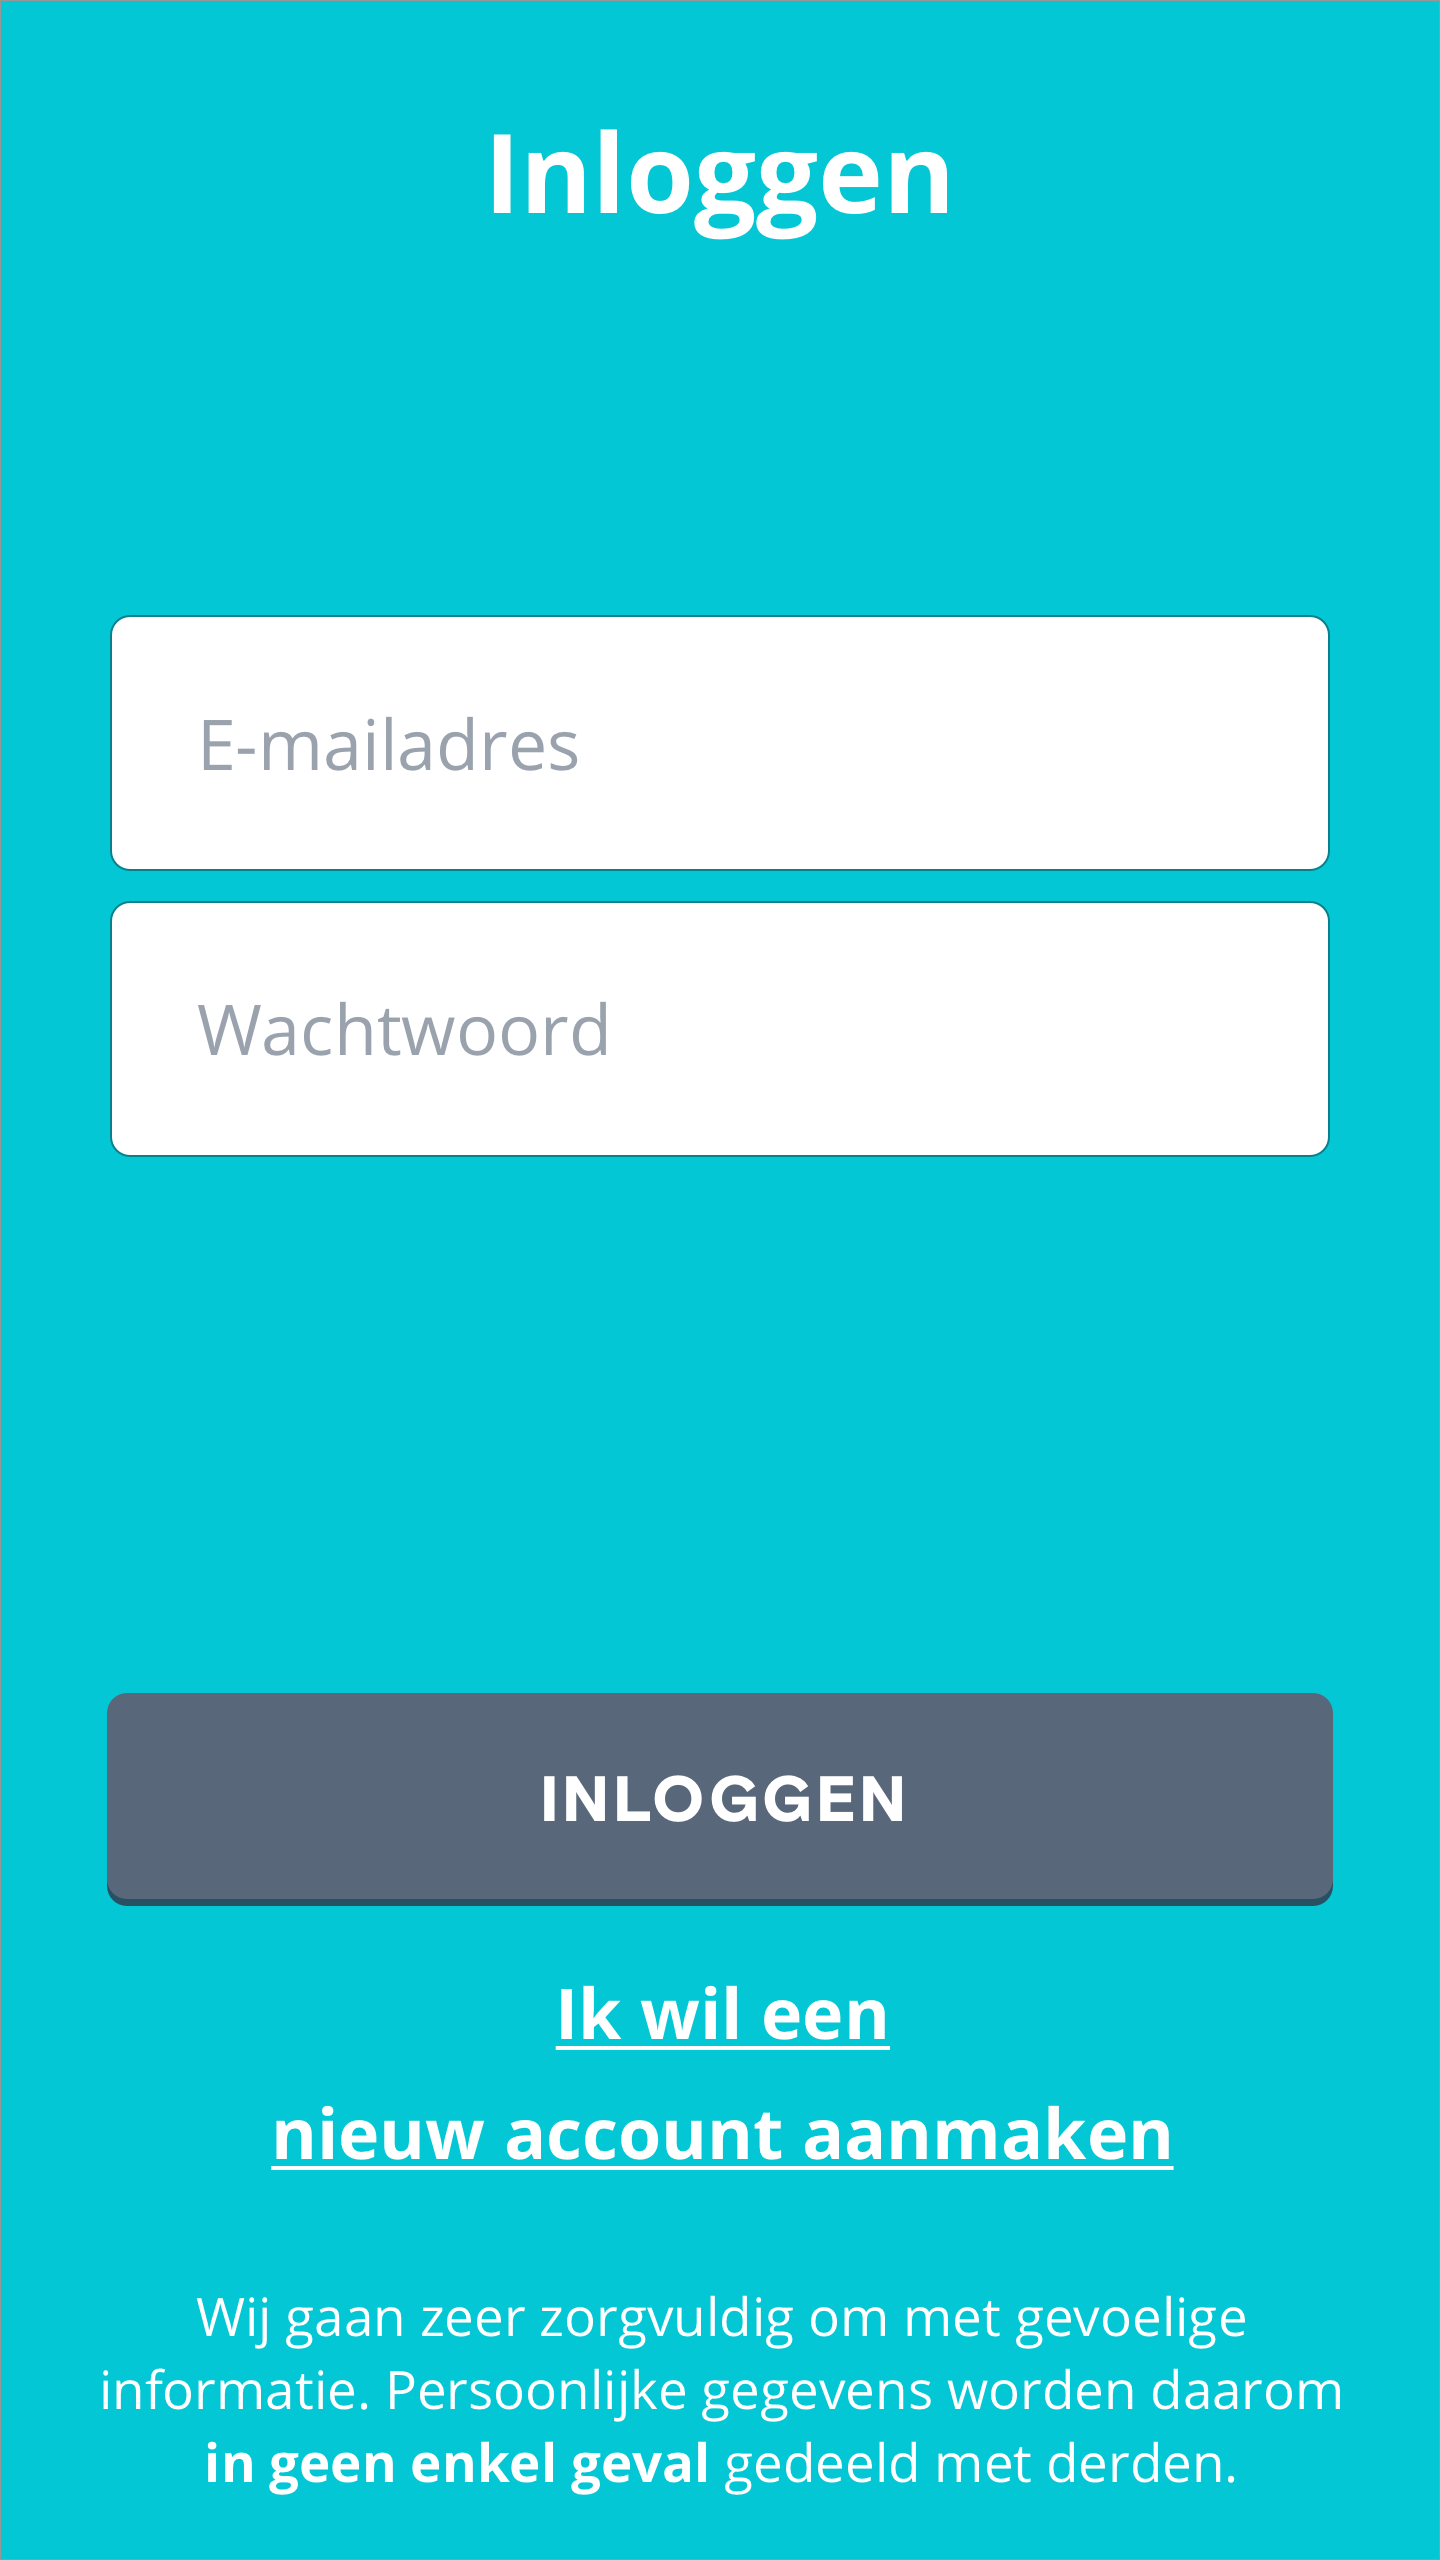 Inloggen
E-mailadres
Wachtwoord
INLOGGEN
Ik wil een
nieuw account aanmaken
Wij gaan zeer zorgvuldig om met gevoelige
informatie. Persoonlijke gegevens worden daarom
in geen enkel geval gedeeld met derden.